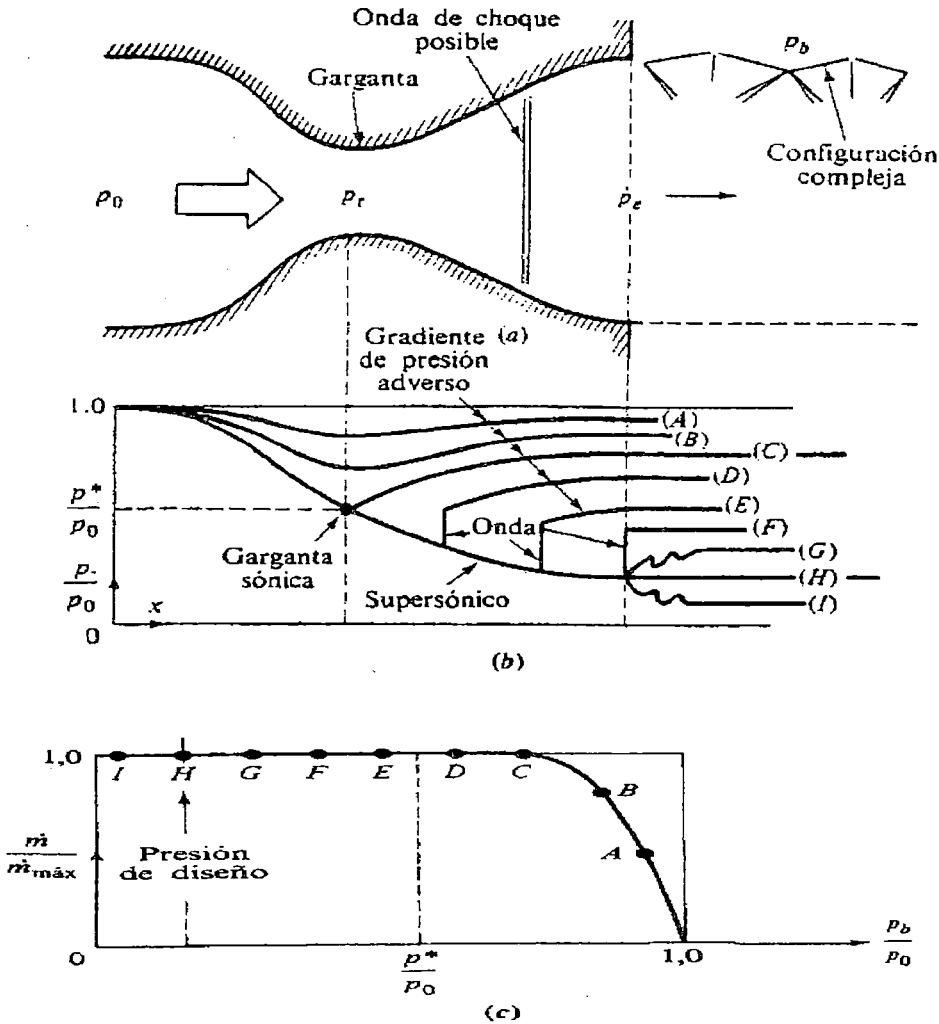 Onda de choque
posible
Garganta
p_b
Configuración
compleja
p_0
p_t
p_e
(a)
Gradiente
de presión
adverso
1.0
p*
p_0
p
p_0
0
x
Garganta
sónica
Onda
Supersónico
(A)
(B)
(C)
(D)
(E)
(F)
(G)
(H)
(I)
(b)
1,0
I H G F E D C
B
A
ṁ
ṁ_máx
Presión
de diseño
0
p*
p_0
1,0
p_b
p_0
(c)